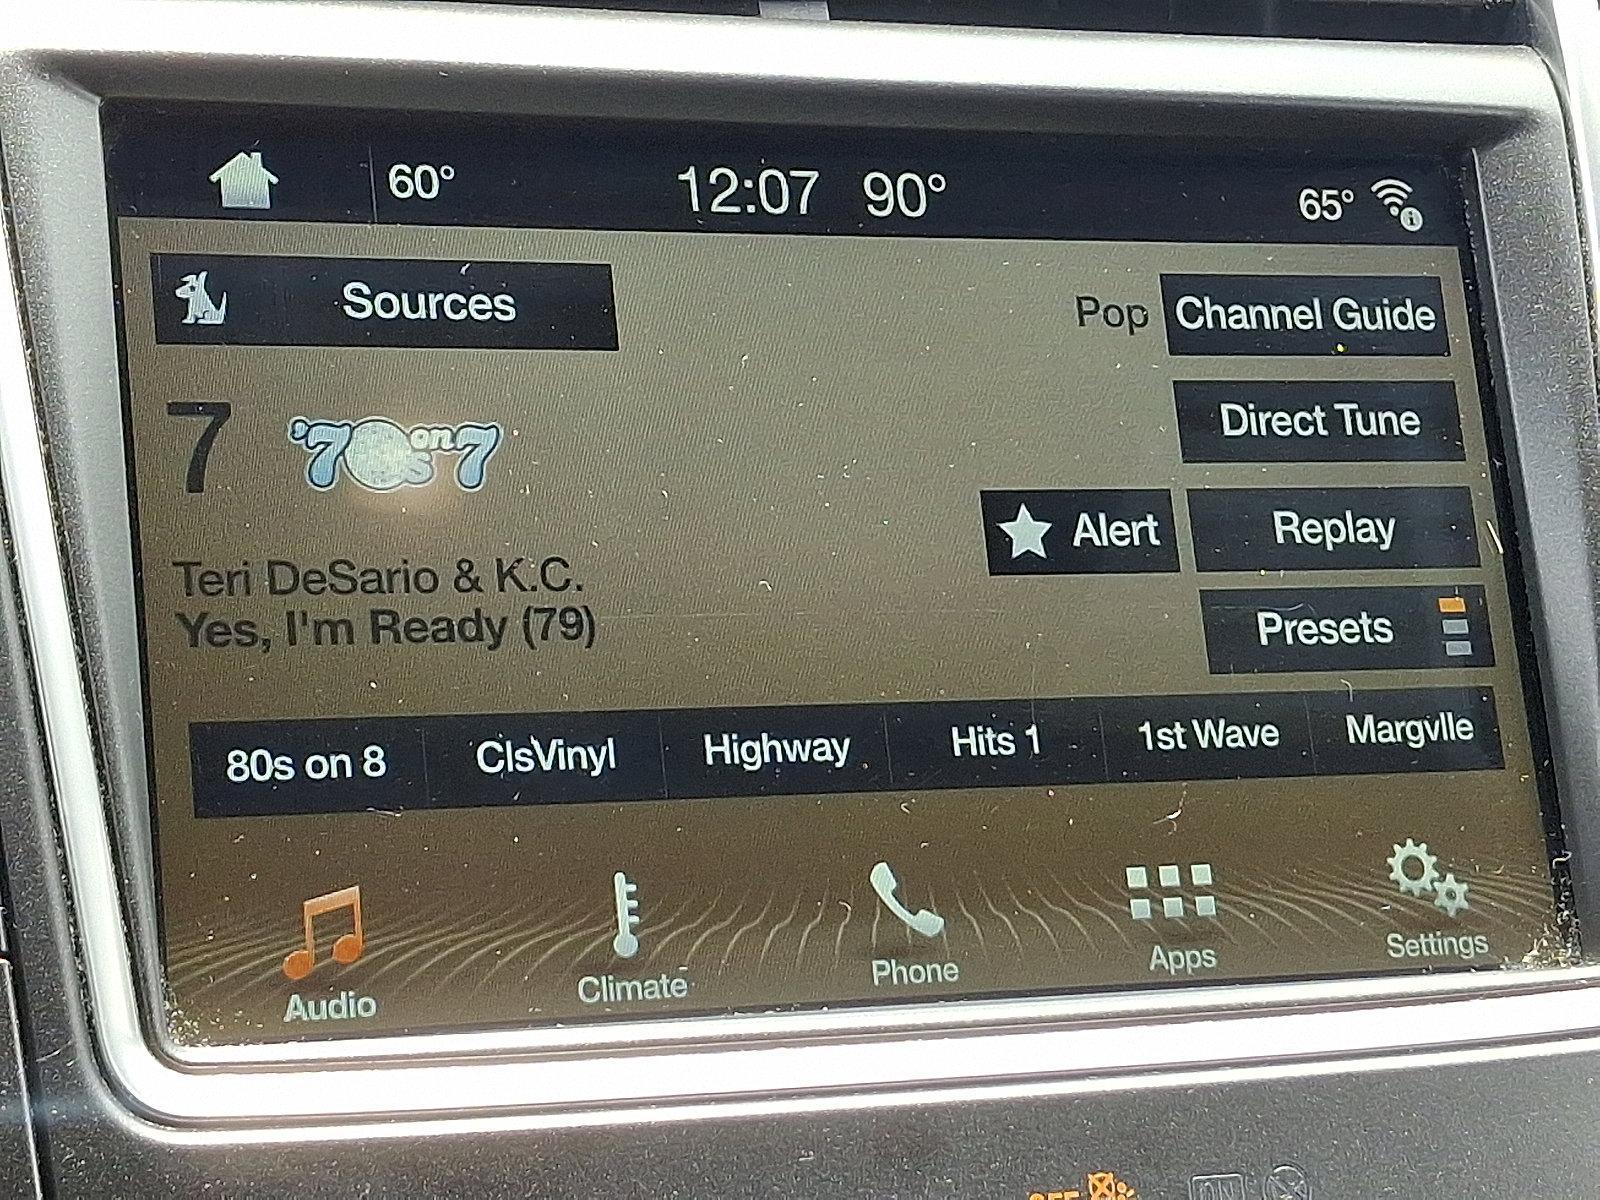 60° 12:07 90° 65°
Sources
Pop Channel Guide
7 '70s on 7
Direct Tune
Alert Replay
Teri DeSario & K.C.
Yes, I'm Ready (79)
Presets
80s on 8 ClsVinyl Highway Hits 1 1st Wave Margvlle
Audio Climate Phone Apps Settings
OFF ON